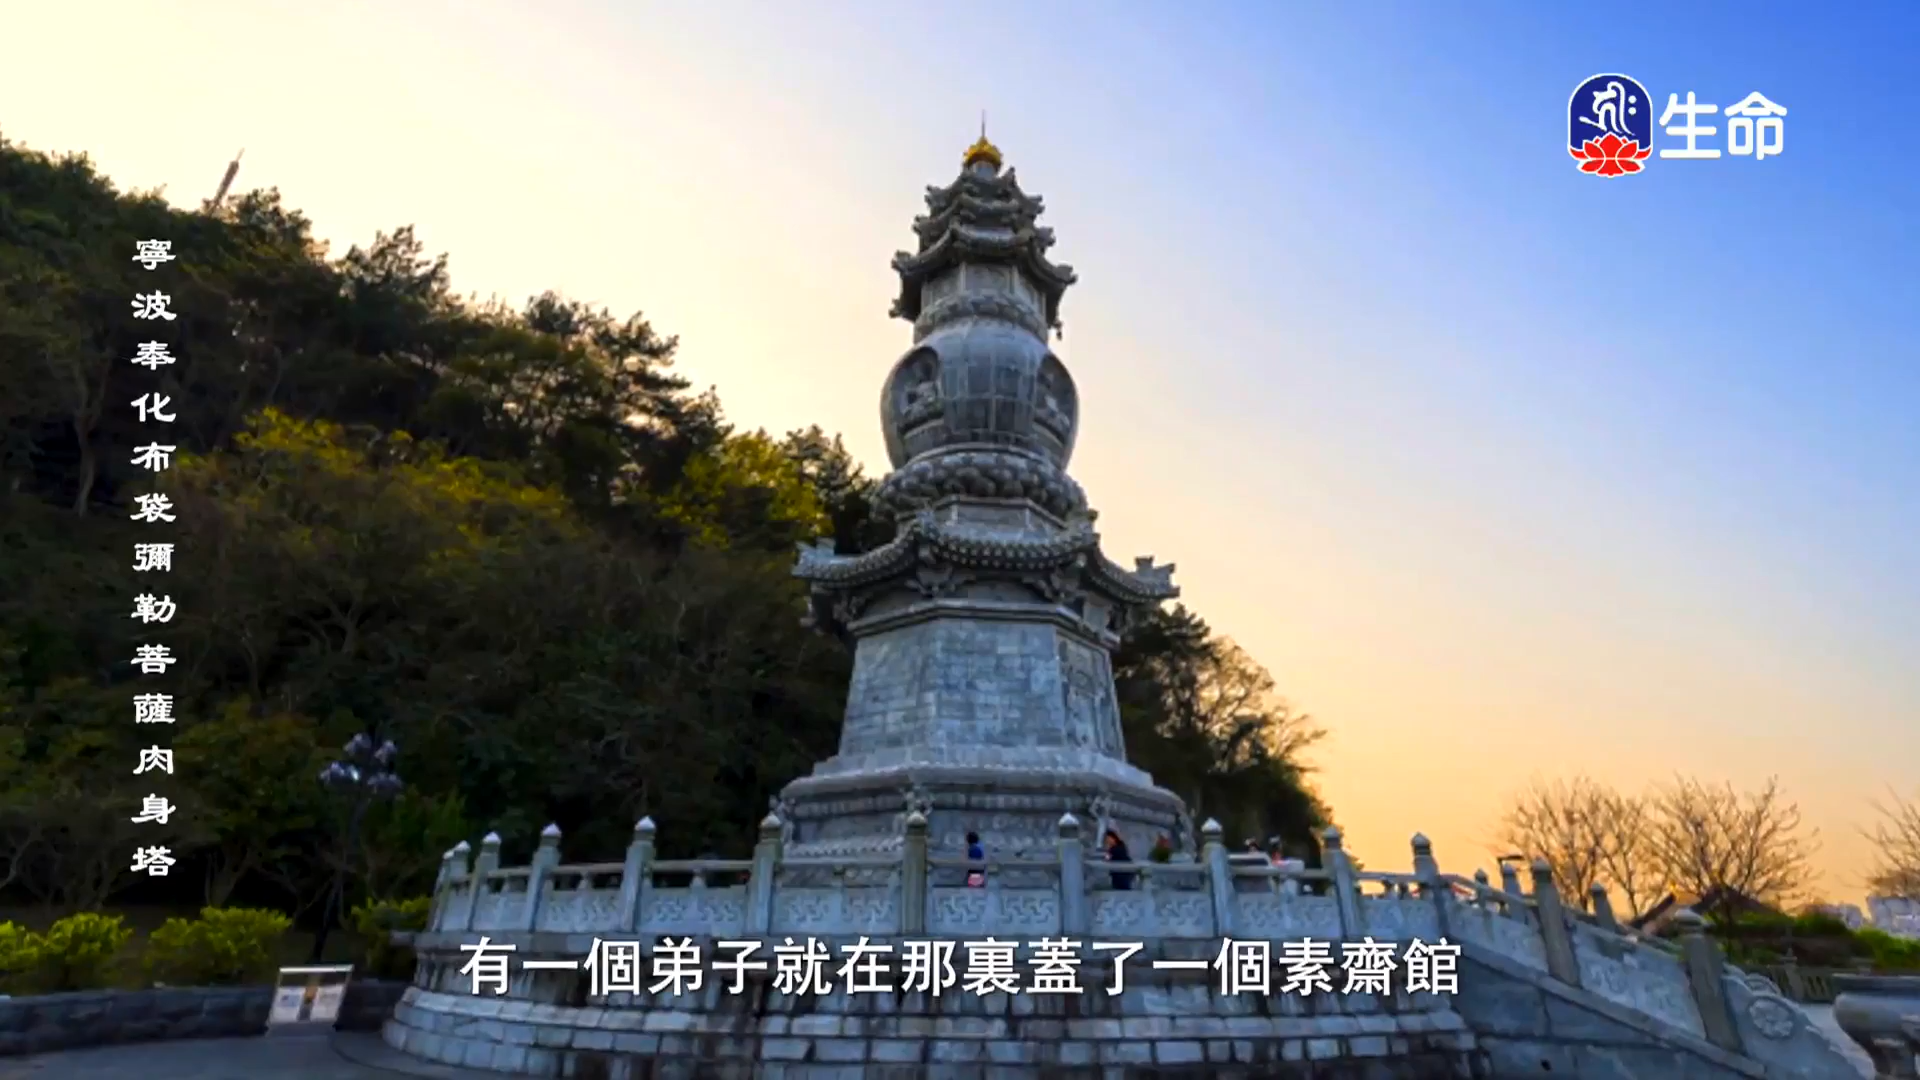 生命
寧波奉化布袋彌勒菩薩肉身塔
有一個弟子就在那裏蓋了一個素齋館